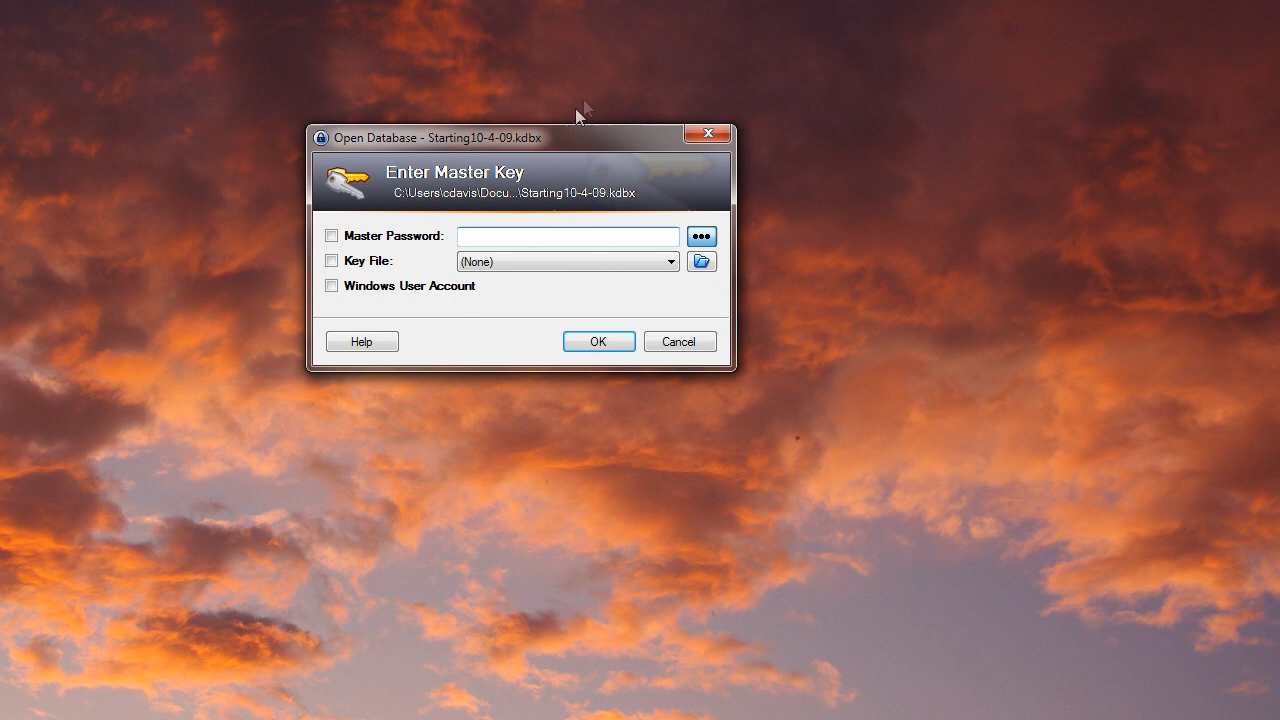 Open Database - Starting10-4-09.kdbx
Enter Master Key
C:\Users\cdavis\Docu...\Starting10-4-09.kdbx
Master Password:
Key File:
(None)
Windows User Account
Help
OK
Cancel